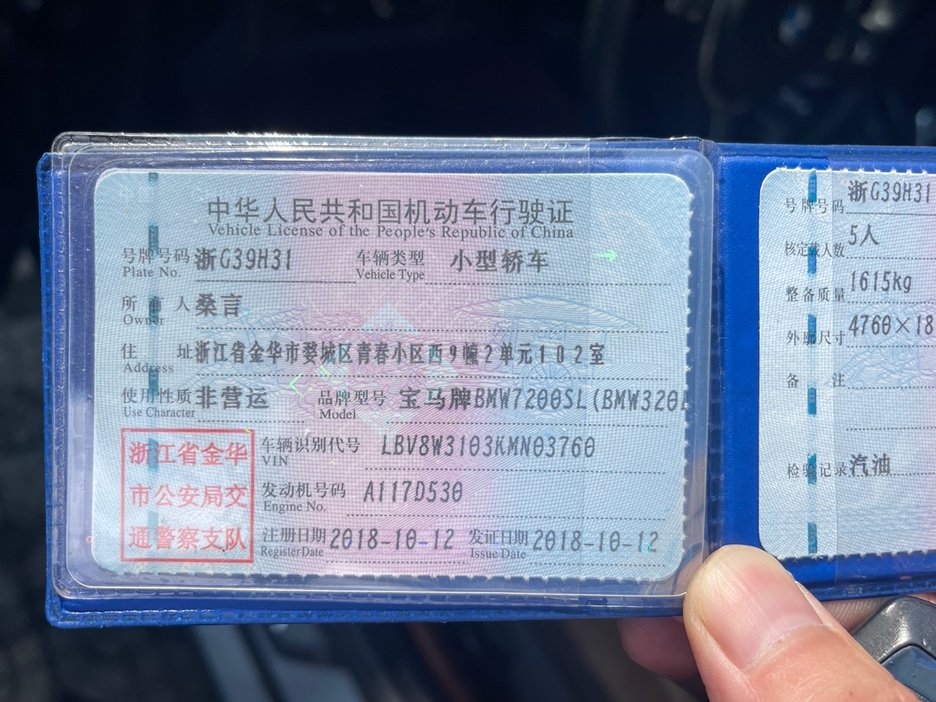 中华人民共和国机动车行驶证
Vehicle License of the People's Republic of China
号牌号码 浙G39H31 车辆类型 小型轿车
Plate No. Vehicle Type
所有人 桑言
Owner
住址 浙江省金华市婺城区青春小区西9幢2单元102室
Address
使用性质 非营运 品牌型号 宝马牌BMW7200SL(BMW320
Use Character Model
浙江省金华
市公安局交
通警察支队
车辆识别代号 LBV8W3103KMN03760
VIN
发动机号码 A117D530
Engine No.
注册日期 2018-10-12 发证日期 2018-10-12
Register Date Issue Date
号牌号码 浙G39H31
核定载人数 5人
整备质量 1615kg
外廓尺寸 4760×18
备注
检验记录 汽油